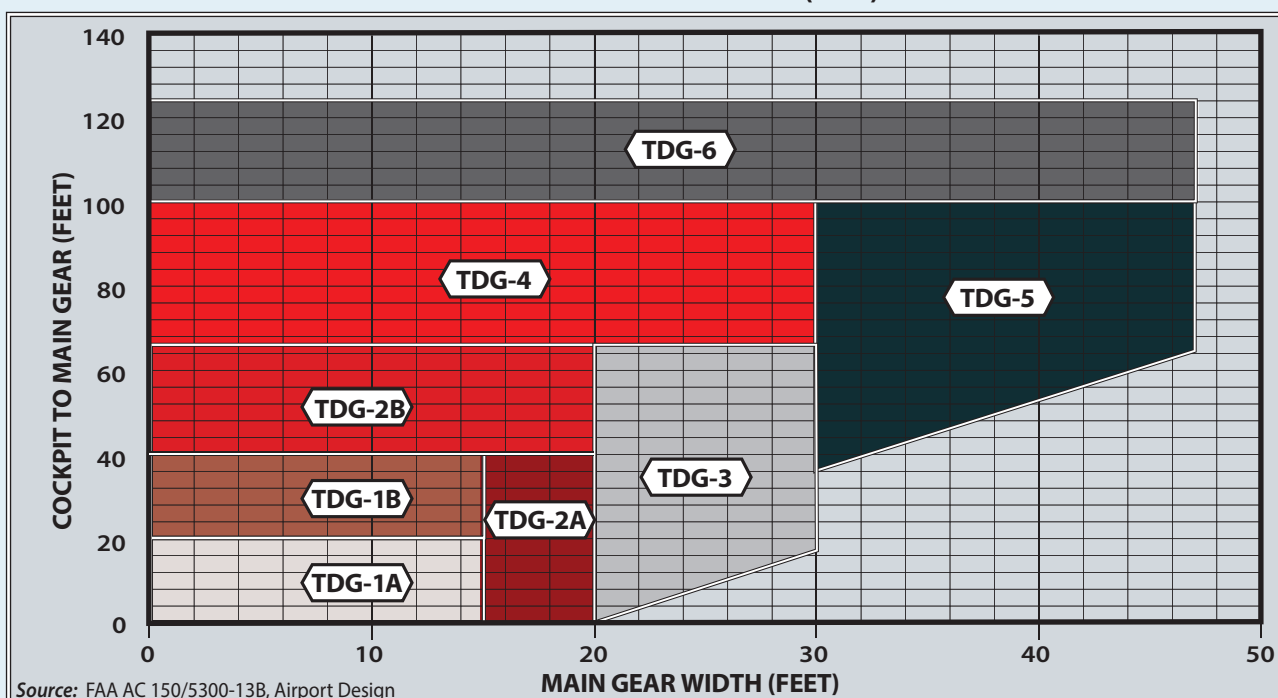 140
120
100
80
60
40
20
0
COCKPIT TO MAIN GEAR (FEET)
TDG-6
TDG-4
TDG-5
TDG-2B
TDG-3
TDG-1B
TDG-2A
TDG-1A
0 10 20 30 40 50
MAIN GEAR WIDTH (FEET)
Source: FAA AC 150/5300-13B, Airport Design